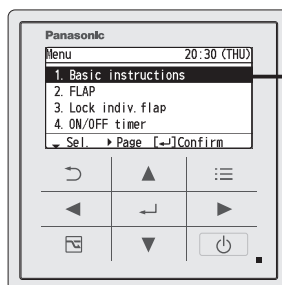 Panasonic
Menu 20:30 (THU)
1. Basic instructions
2. FLAP
3. Lock indiv.flap
4. ON/OFF timer
Sel. ▸ Page [↵]Confirm